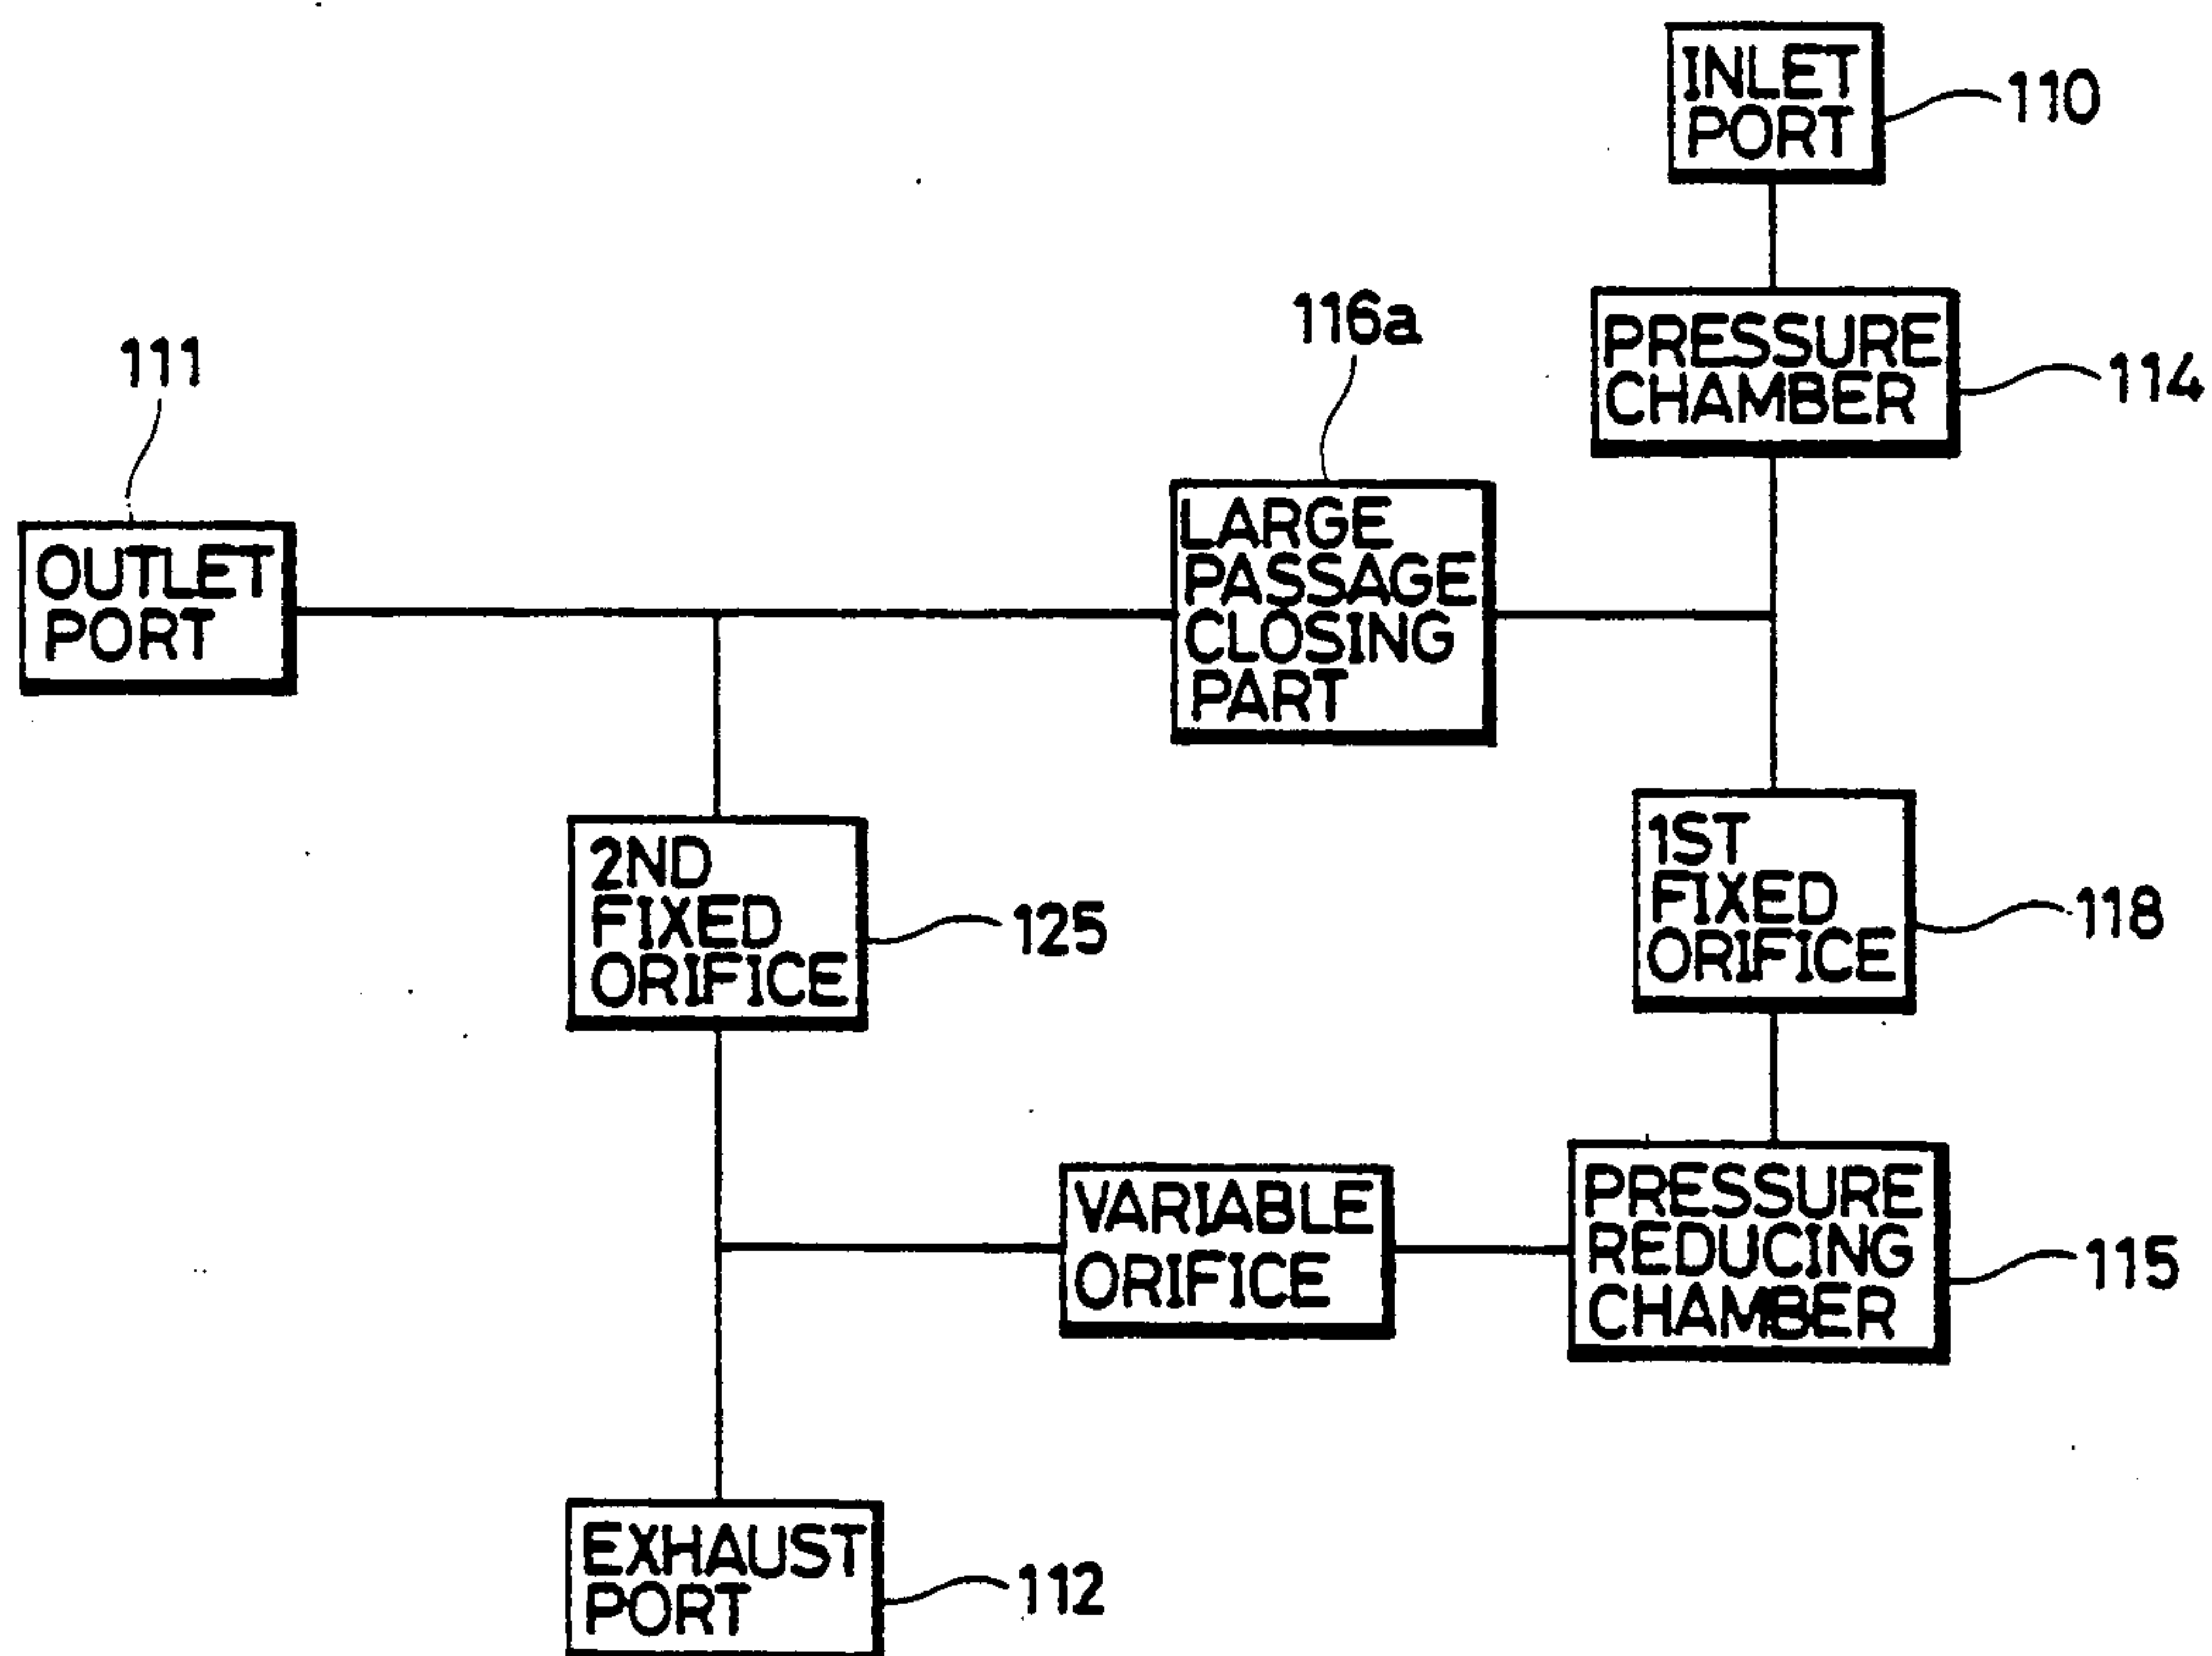 INLET
PORT
110
PRESSURE
CHAMBER
114
116a
111
LARGE
PASSAGE
CLOSING
PART
OUTLET
PORT
1ST
FIXED
ORIFICE
118
2ND
FIXED
ORIFICE
125
VARIABLE
ORIFICE
PRESSURE
REDUCING
CHAMBER
115
EXHAUST
PORT
112